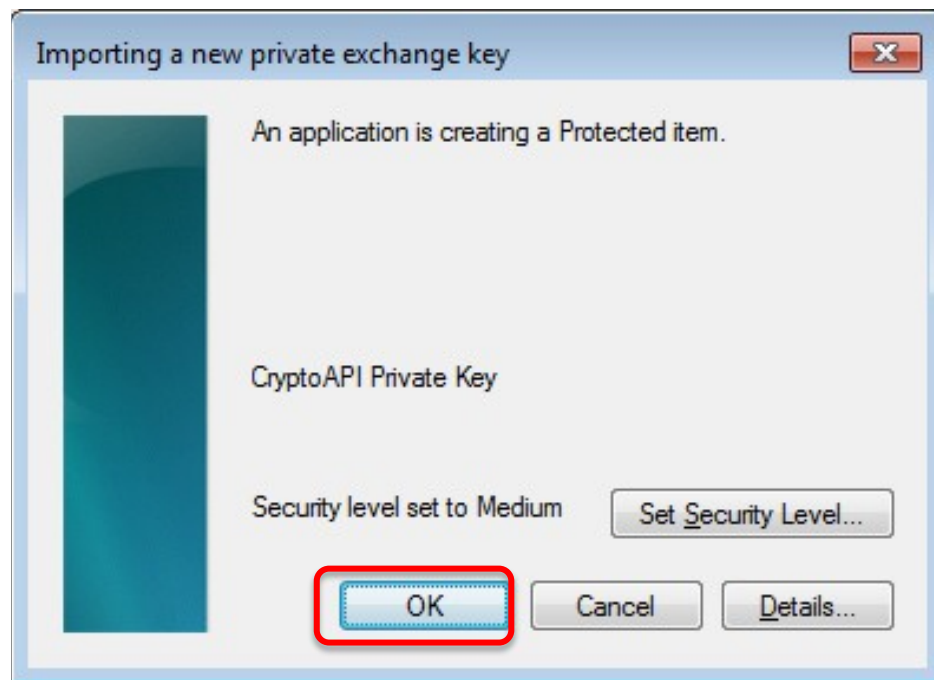 Importing a new private exchange key
An application is creating a Protected item.
CryptoAPI Private Key
Security level set to Medium
Set Security Level...
OK
Cancel
Details...